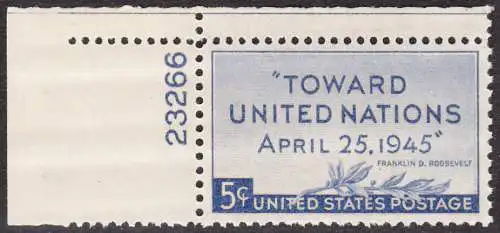 23266
"TOWARD
UNITED NATIONS
APRIL 25, 1945"
FRANKLIN D. ROOSEVELT
5¢
UNITED STATES POSTAGE